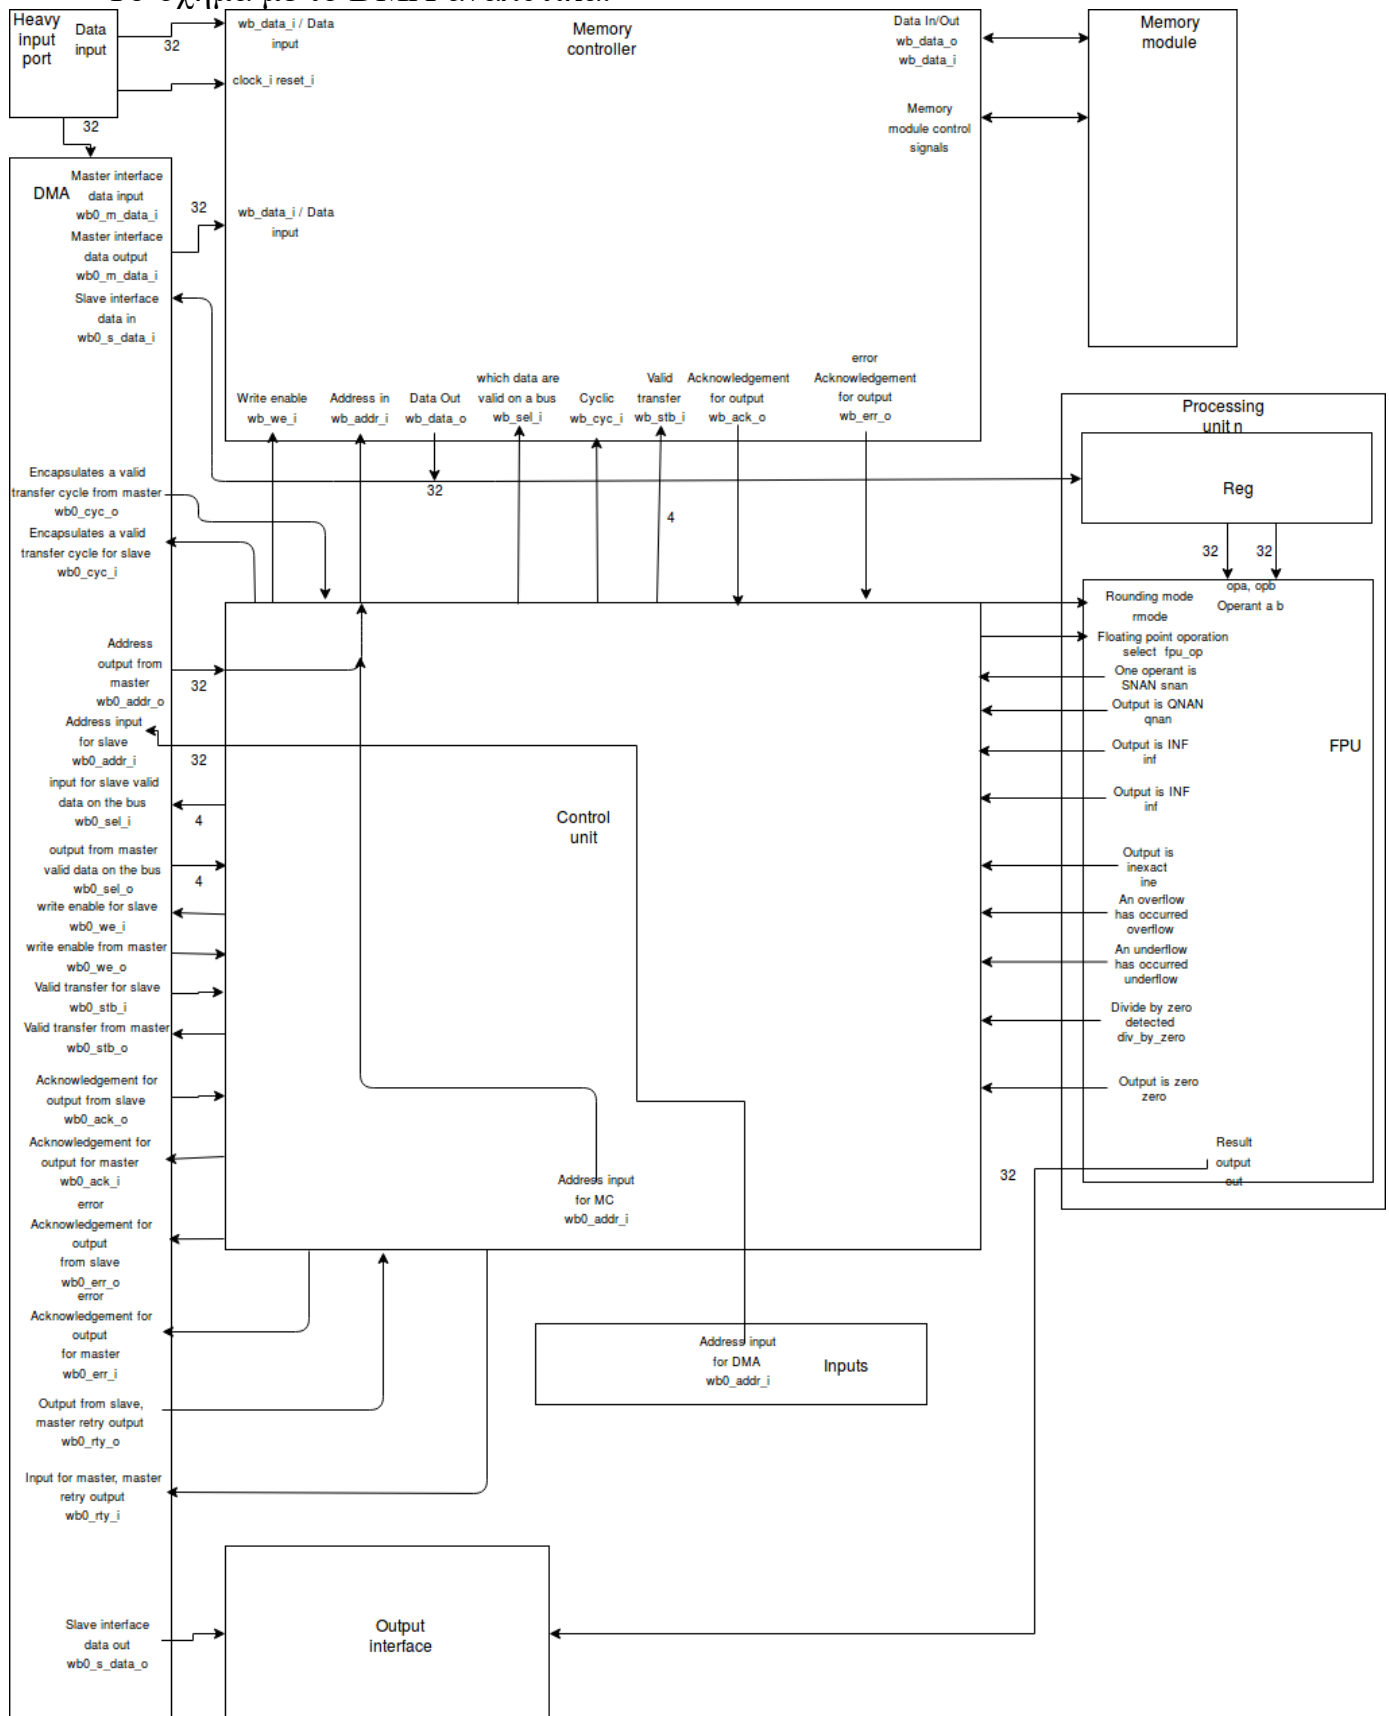 Heavy
input
port
Data
input
32
32
wb_data_i / Data
input
clock_i reset_i
Memory
controller
Data In/Out
wb_data_o
wb_data_i
Memory
module control
signals
Memory
module
DMA
Master interface
data input
wb0_m_data_i
Master interface
data output
wb0_m_data_i
Slave interface
data in
wb0_s_data_i
32
wb_data_i / Data
input
Write enable
wb_we_i
Address in
wb_addr_i
Data Out
wb_data_o
which data are
valid on a bus
wb_sel_i
Cyclic
wb_cyc_i
Valid
transfer
wb_stb_i
Acknowledgement
for output
wb_ack_o
error
Acknowledgement
for output
wb_err_o
32
4
Processing
unit n
Reg
32
32
opa, opb
Operant a b
Encapsulates a valid
transfer cycle from master
wb0_cyc_o
Encapsulates a valid
transfer cycle for slave
wb0_cyc_i
Address
output from
master
wb0_addr_o
32
Address input
for slave
wb0_addr_i
32
input for slave valid
data on the bus
wb0_sel_i
4
output from master
valid data on the bus
wb0_sel_o
4
write enable for slave
wb0_we_i
write enable from master
wb0_we_o
Valid transfer for slave
wb0_stb_i
Valid transfer from master
wb0_stb_o
Acknowledgement for
output from slave
wb0_ack_o
Acknowledgement for
output for master
wb0_ack_i
error
Acknowledgement for
output
from slave
wb0_err_o
error
Acknowledgement for
output
for master
wb0_err_i
Output from slave,
master retry output
wb0_rty_o
Input for master, master
retry output
wb0_rty_i
Slave interface
data out
wb0_s_data_o
Control
unit
Address input
for MC
wb0_addr_i
Address input
for DMA
wb0_addr_i
Inputs
Output
interface
Rounding mode
rmode
Floating point oporation
select fpu_op
One operant is
SNAN snan
Output is QNAN
qnan
Output is INF
inf
Output is INF
inf
FPU
Output is
inexact
ine
An overflow
has occurred
overflow
An underflow
has occurred
underflow
Divide by zero
detected
div_by_zero
Output is zero
zero
Result
output
out
32